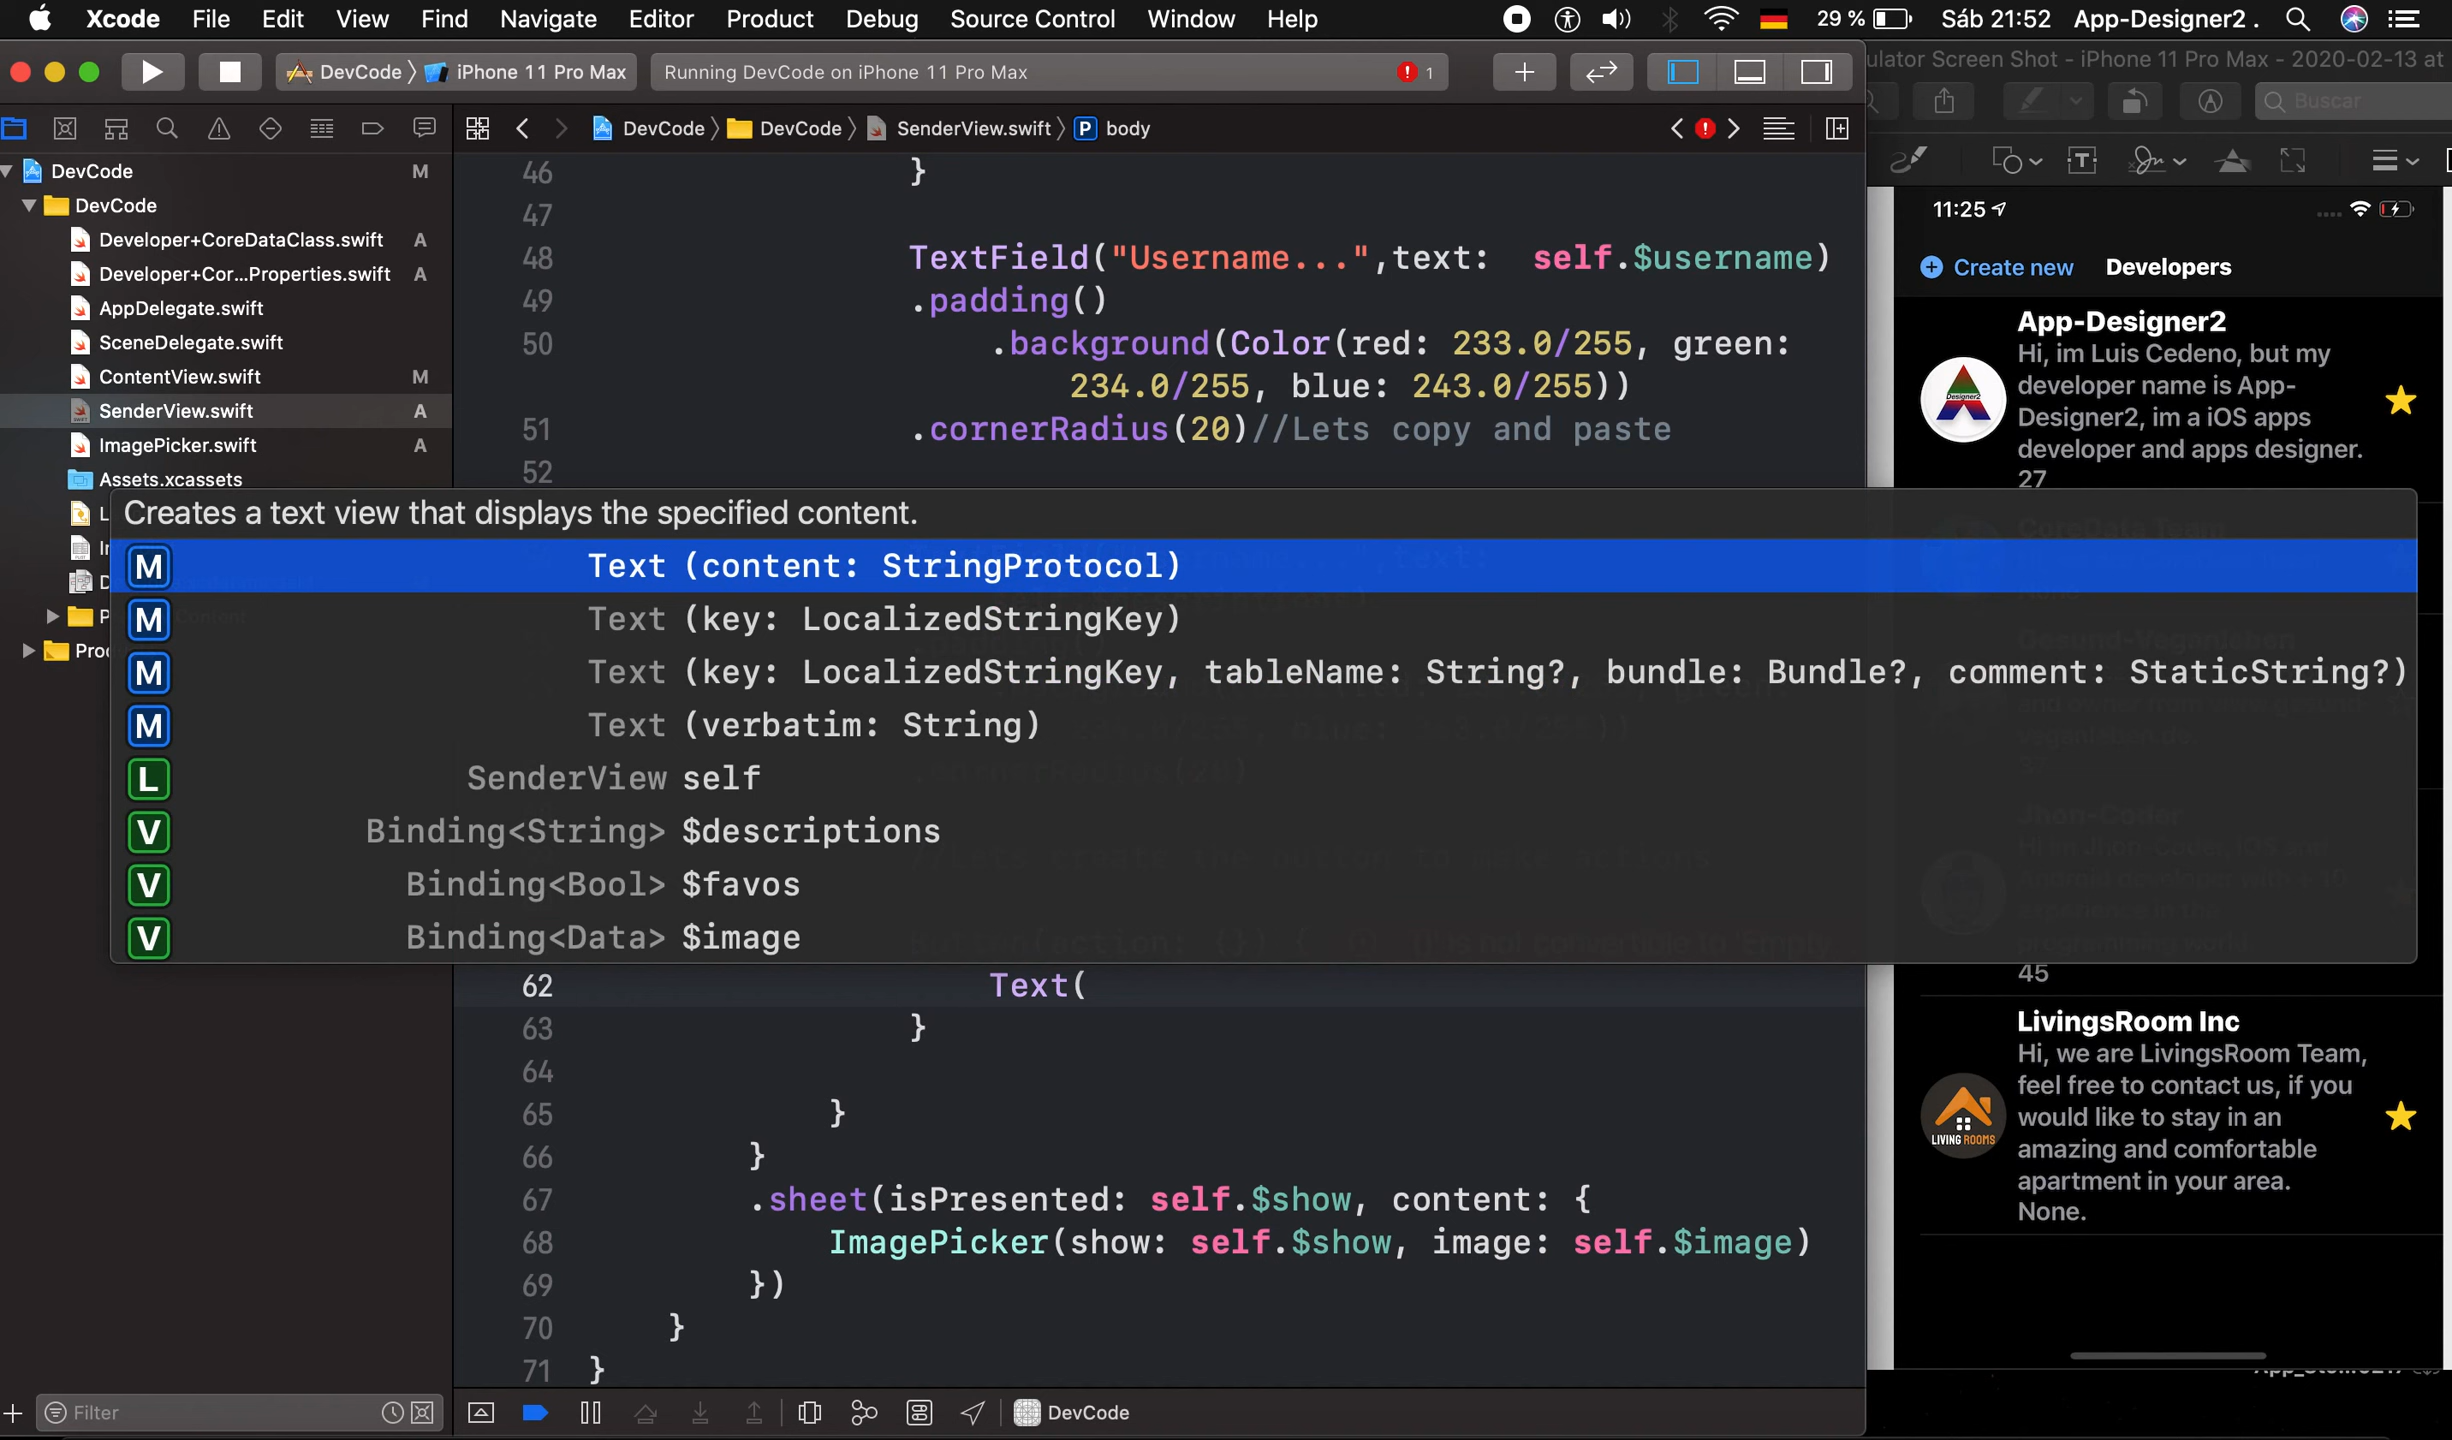 Xcode File Edit View Find Navigate Editor Product Debug Source Control Window Help 29 % Sáb 21:52 App-Designer2 .
DevCode iPhone 11 Pro Max Running DevCode on iPhone 11 Pro Max 1
ulator Screen Shot - iPhone 11 Pro Max - 2020-02-13 at
Buscar
DevCode DevCode SenderView.swift P body
DevCode M
DevCode
Developer+CoreDataClass.swift A
Developer+Cor...Properties.swift A
AppDelegate.swift
SceneDelegate.swift
ContentView.swift M
SenderView.swift A
ImagePicker.swift A
Assets.xcassets
46 }
47
48 TextField("Username...",text:  self.$username)
49 .padding()
50 .background(Color(red: 233.0/255, green:
234.0/255, blue: 243.0/255))
51 .cornerRadius(20)//Lets copy and paste
52
Creates a text view that displays the specified content.
M Text (content: StringProtocol)
M Text (key: LocalizedStringKey)
M Text (key: LocalizedStringKey, tableName: String?, bundle: Bundle?, comment: StaticString?)
M Text (verbatim: String)
L SenderView self
V Binding<String> $descriptions
V Binding<Bool> $favos
V Binding<Data> $image
62 Text(
63 }
64
65 }
66 }
67 .sheet(isPresented: self.$show, content: {
68 ImagePicker(show: self.$show, image: self.$image)
69 })
70 }
71 }
Filter
DevCode
11:25
Create new Developers
App-Designer2
Hi, im Luis Cedeno, but my
developer name is App-
Designer2, im a iOS apps
developer and apps designer.
27
45
LivingsRoom Inc
Hi, we are LivingsRoom Team,
feel free to contact us, if you
would like to stay in an
amazing and comfortable
apartment in your area.
None.
LIVING ROOMS